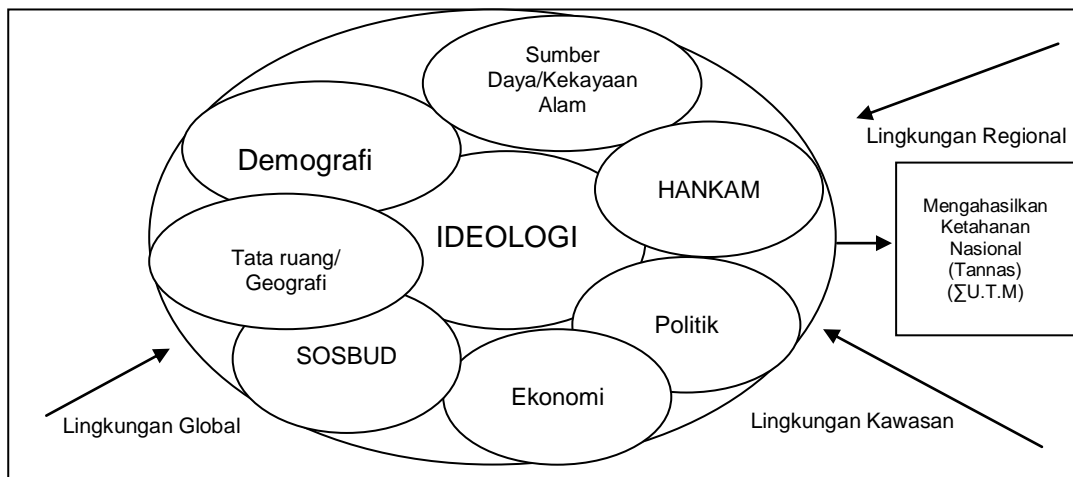 Sumber
Daya/Kekayaan
Alam
Lingkungan Regional
Demografi
HANKAM
IDEOLOGI
Mengahasilkan
Ketahanan
Nasional
(Tannas)
(∑U.T.M)
Tata ruang/
Geografi
Politik
SOSBUD
Ekonomi
Lingkungan Global
Lingkungan Kawasan